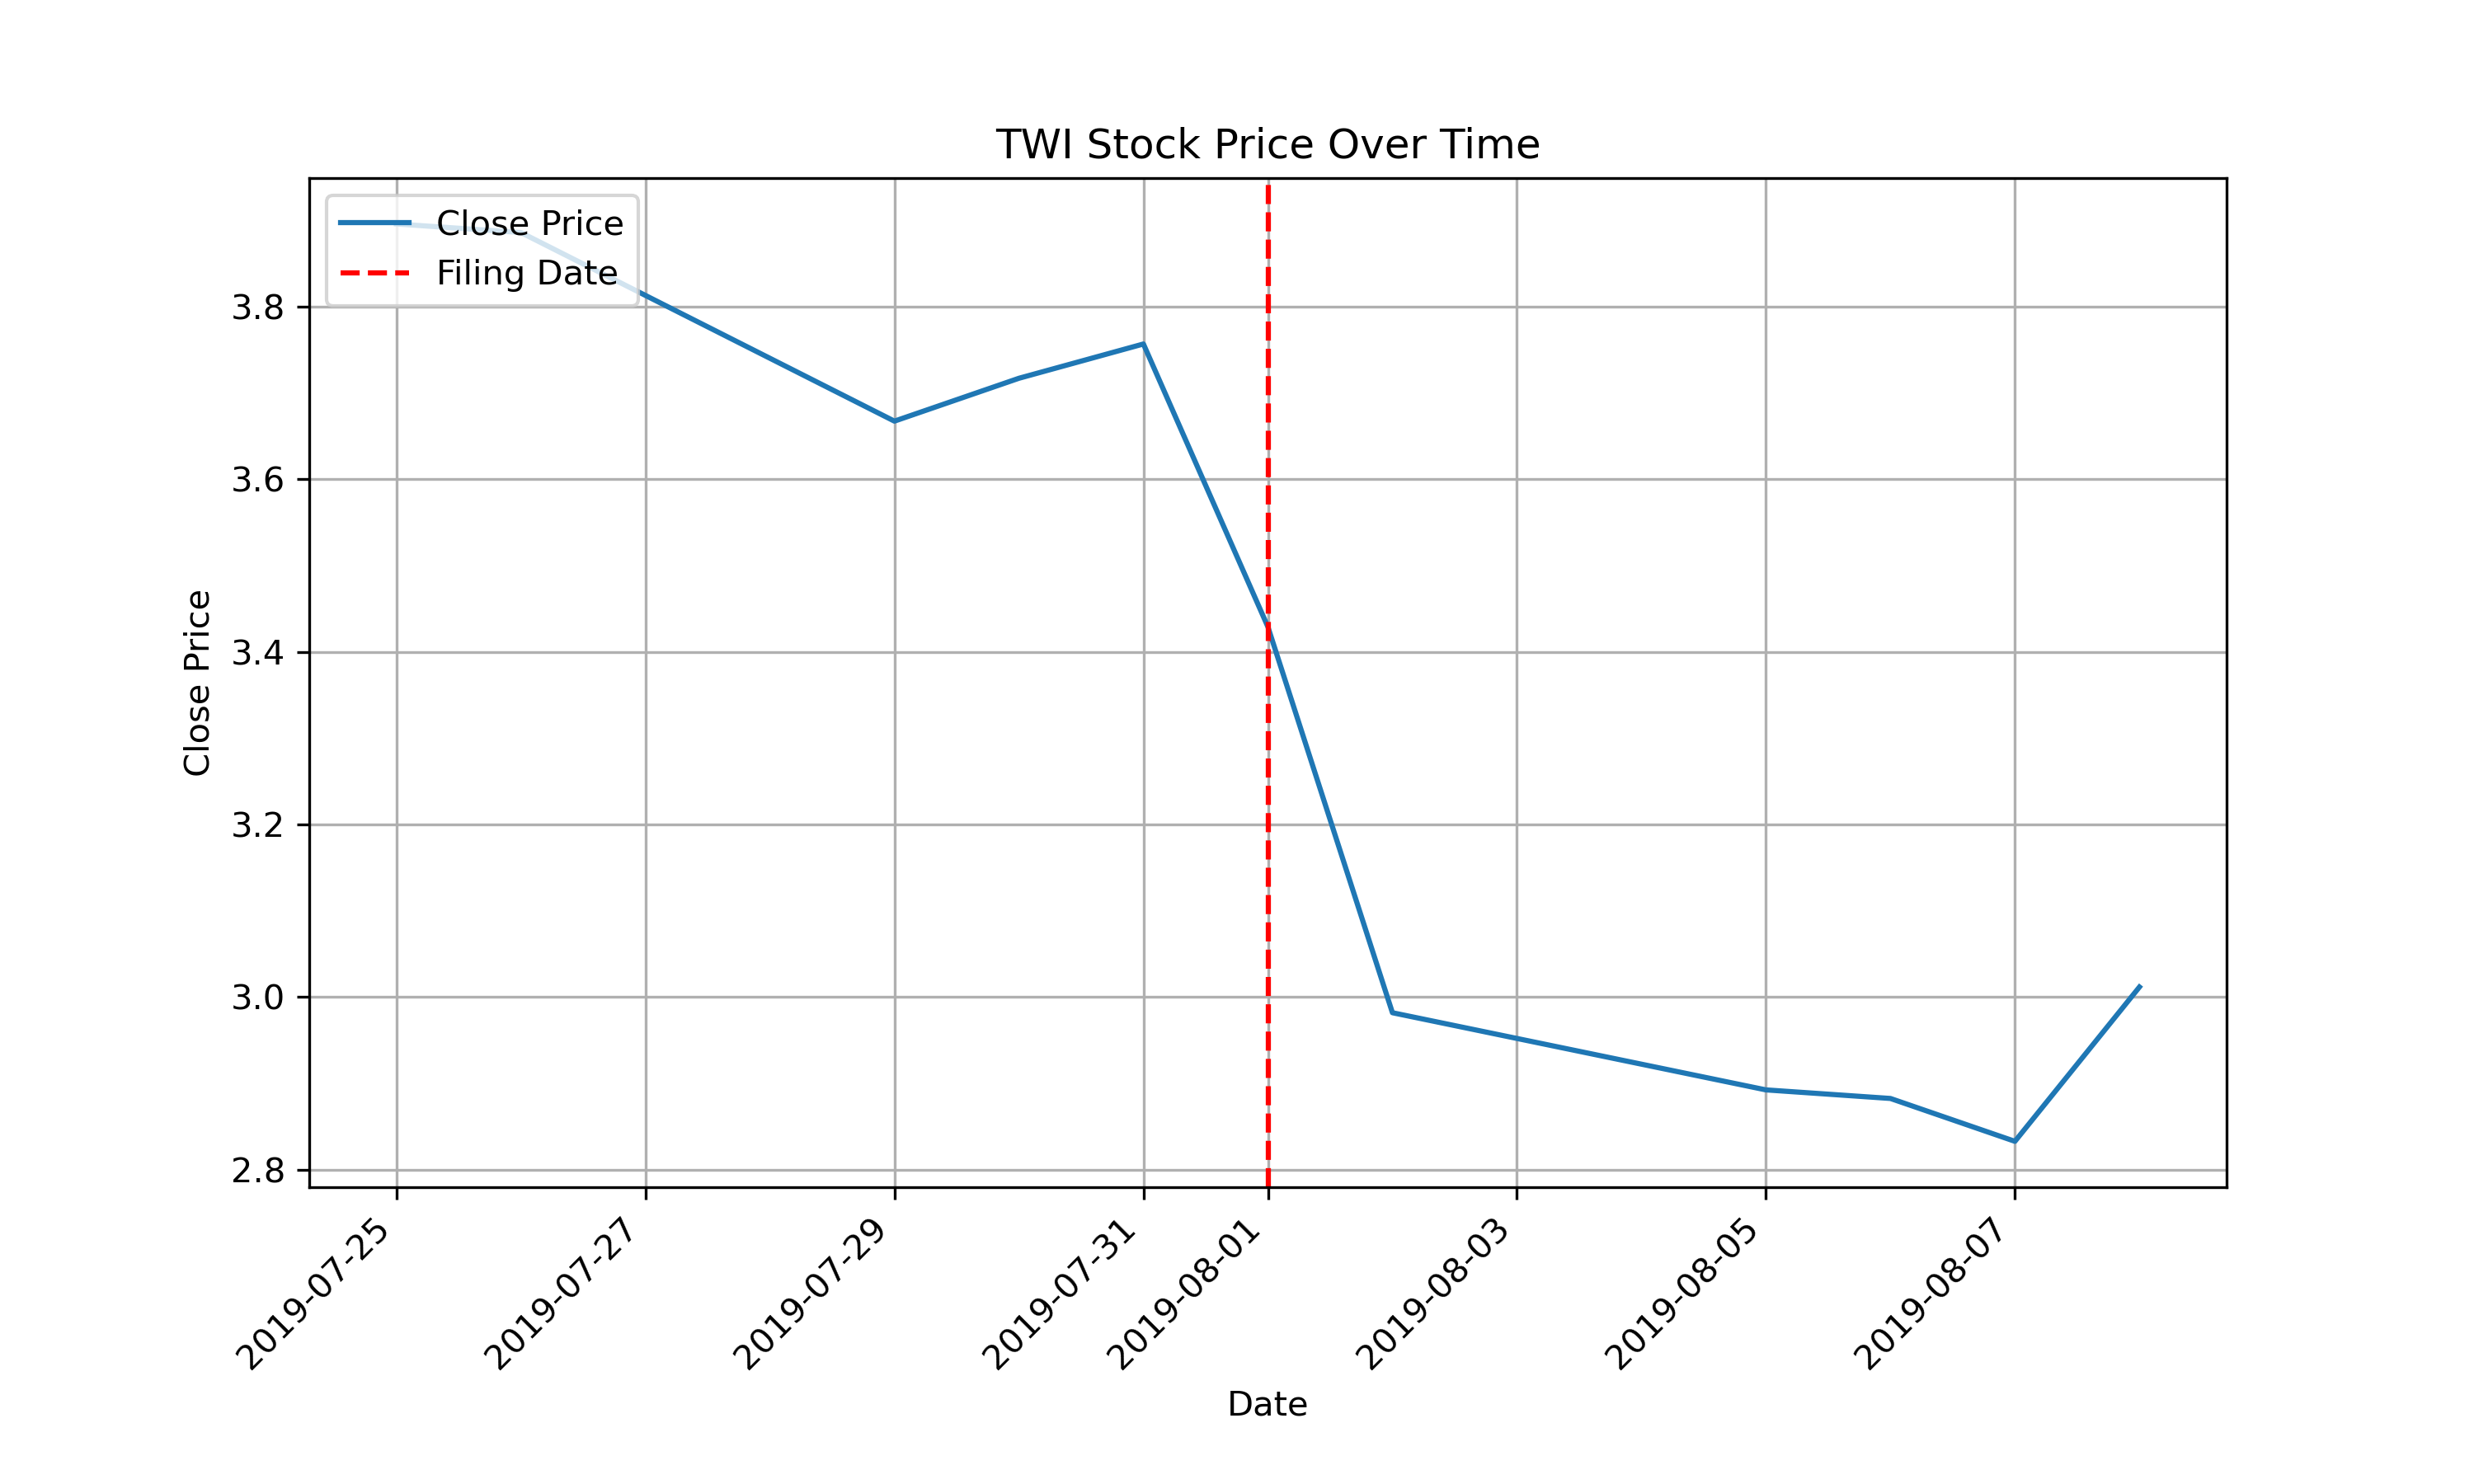 TWI Stock Price Over Time
Close Price
Filing Date
Close Price
3.8
3.6
3.4
3.2
3.0
2.8
2019-07-25
2019-07-27
2019-07-29
2019-07-31
2019-08-01
2019-08-03
2019-08-05
2019-08-07
Date